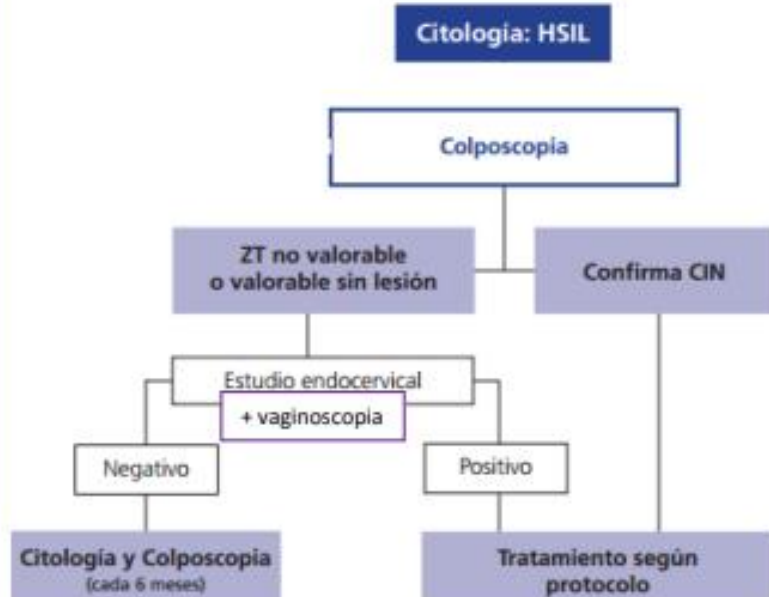 Citología: HSIL
Colposcopia
ZT no valorable
o valorable sin lesión
Confirma CIN
Estudio endocervical
+ vaginoscopia
Negativo
Positivo
Citología y Colposcopia
(cada 6 meses)
Tratamiento según
protocolo